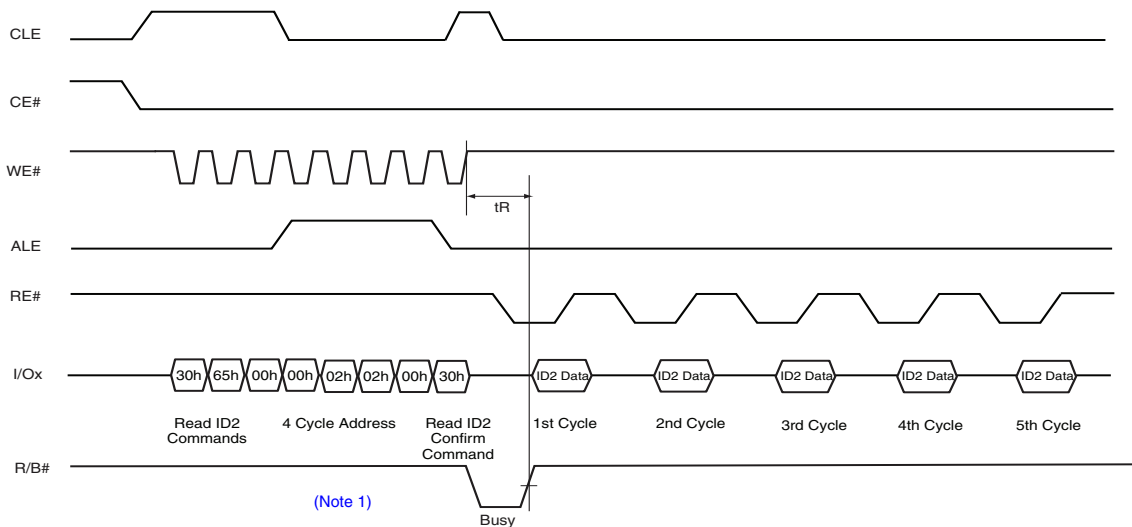 CLE
CE#
WE#
tR
ALE
RE#
I/Ox
30h 65h 00h 00h 02h 02h 00h 30h ID2 Data ID2 Data ID2 Data ID2 Data ID2 Data
Read ID2 Commands
4 Cycle Address
Read ID2 Confirm Command
1st Cycle
2nd Cycle
3rd Cycle
4th Cycle
5th Cycle
R/B#
(Note 1)
Busy